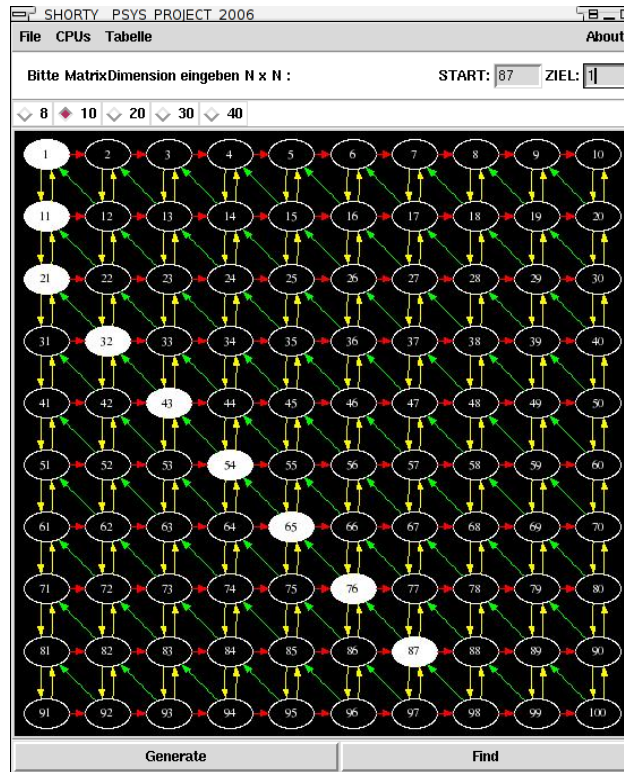 SHORTY PSYS PROJECT 2006
File CPUs Tabelle About
Bitte MatrixDimension eingeben N x N : START: 87 ZIEL: 1
8 10 20 30 40
1 2 3 4 5 6 7 8 9 10
11 12 13 14 15 16 17 18 19 20
21 22 23 24 25 26 27 28 29 30
31 32 33 34 35 36 37 38 39 40
41 42 43 44 45 46 47 48 49 50
51 52 53 54 55 56 57 58 59 60
61 62 63 64 65 66 67 68 69 70
71 72 73 74 75 76 77 78 79 80
81 82 83 84 85 86 87 88 89 90
91 92 93 94 95 96 97 98 99 100
Generate Find